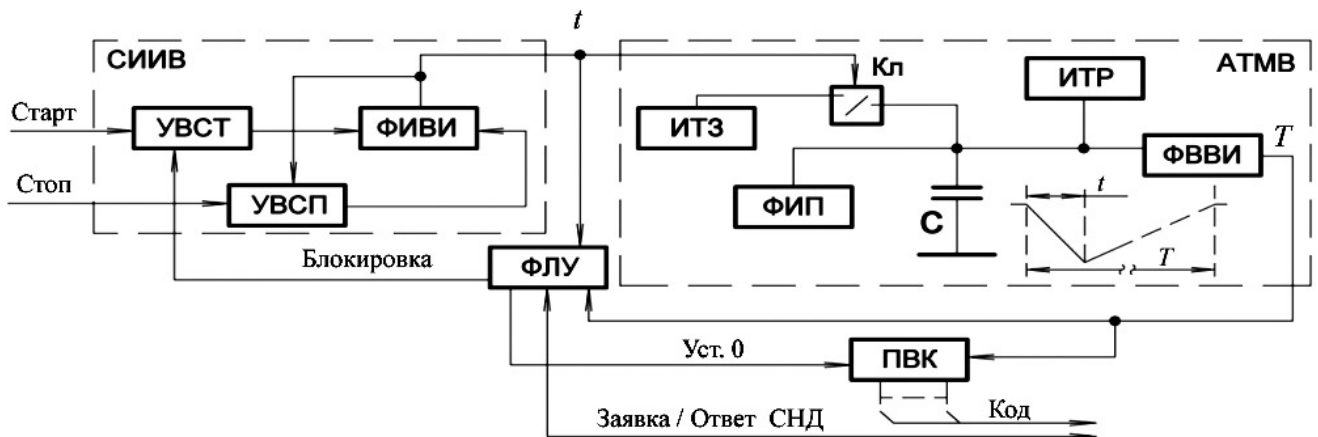 t
СИИВ
АТМВ
Кл
ИТР
Старт
УВСТ
ФИВИ
ИТЗ
ФВВИ
T
Стоп
УВСП
ФИП
С
t
T
Блокировка
ФЛУ
Уст. 0
ПВК
Заявка / Ответ СНД
Код